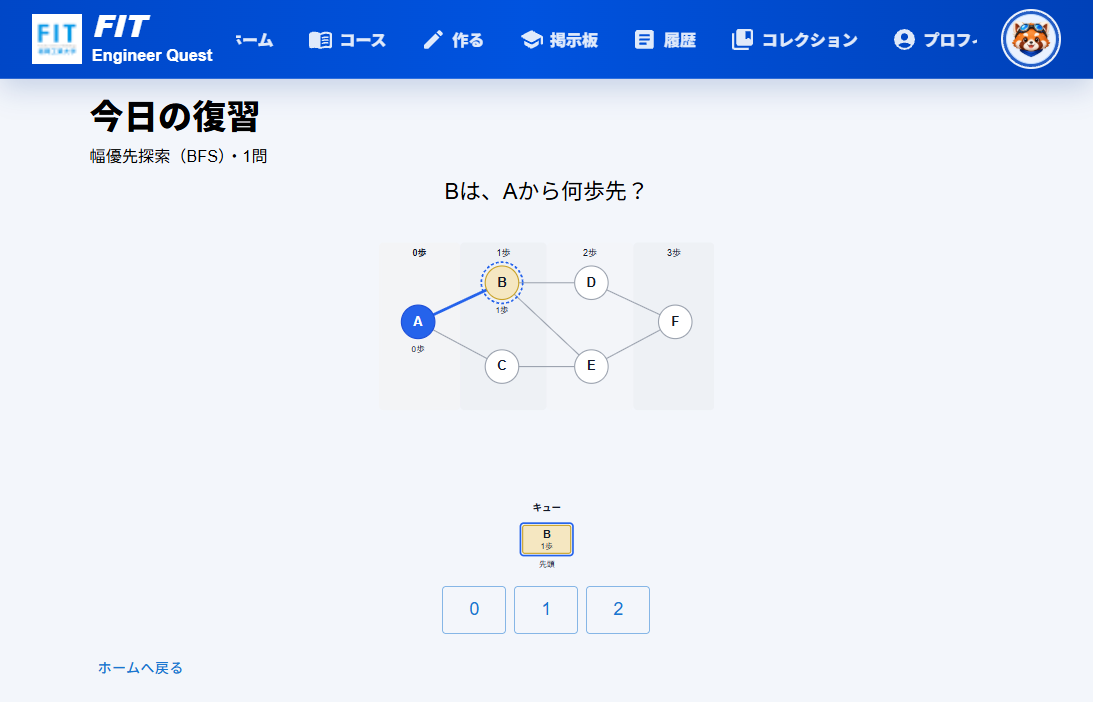 FIT
FIT
Engineer Quest
ーム
コース
作る
掲示板
履歴
コレクション
プロフ
今日の復習
幅優先探索（BFS）・1問
Bは、Aから何歩先？
0歩
1歩
2歩
3歩
B
D
1歩
A
F
0歩
C
E
キュー
B
1歩
先頭
0
1
2
ホームへ戻る